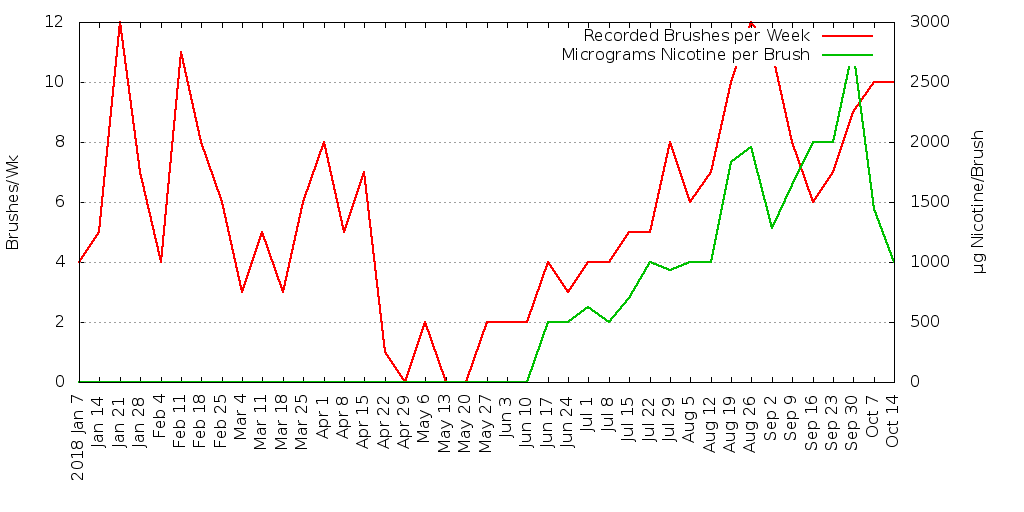 12
3000
Recorded Brushes per Week
Micrograms Nicotine per Brush
10
2500
8
2000
6
1500
4
1000
2
500
0
0
Brushes/Wk
µg Nicotine/Brush
2018 Jan 7
Jan 14
Jan 21
Jan 28
Feb 4
Feb 11
Feb 18
Feb 25
Mar 4
Mar 11
Mar 18
Mar 25
Apr 1
Apr 8
Apr 15
Apr 22
Apr 29
May 6
May 13
May 20
May 27
Jun 3
Jun 10
Jun 17
Jun 24
Jul 1
Jul 8
Jul 15
Jul 22
Jul 29
Aug 5
Aug 12
Aug 19
Aug 26
Sep 2
Sep 9
Sep 16
Sep 23
Sep 30
Oct 7
Oct 14